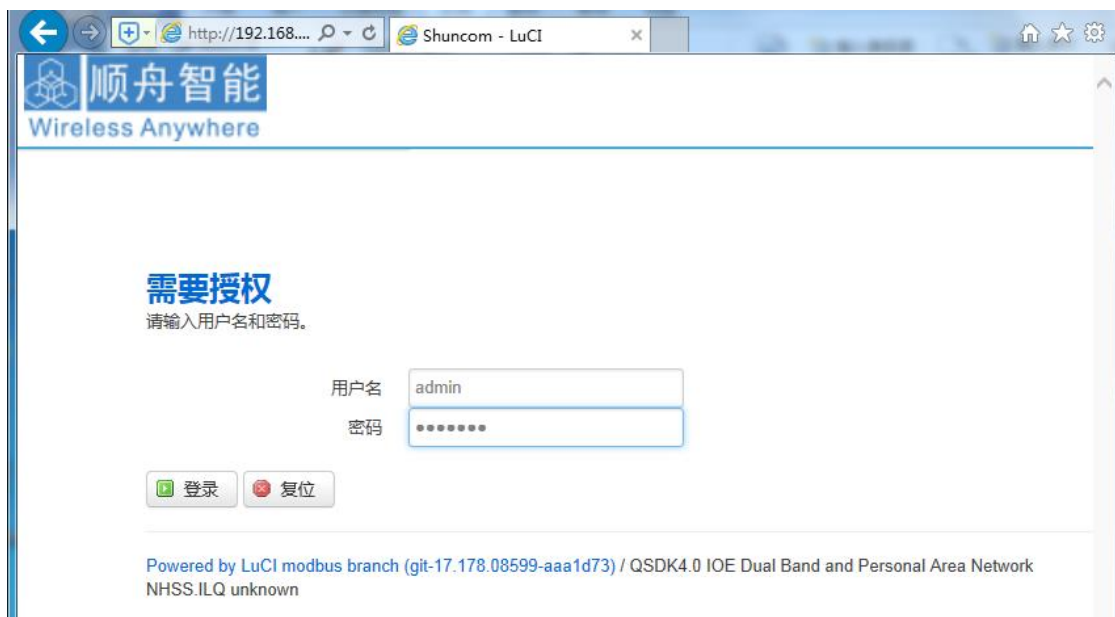 http://192.168....
Shuncom - LuCI
顺舟智能
Wireless Anywhere
需要授权
请输入用户名和密码。
用户名 admin
密码 •••••••
登录 复位
Powered by LuCI modbus branch (git-17.178.08599-aaa1d73) / QSDK4.0 IOE Dual Band and Personal Area Network
NHSS.ILQ unknown